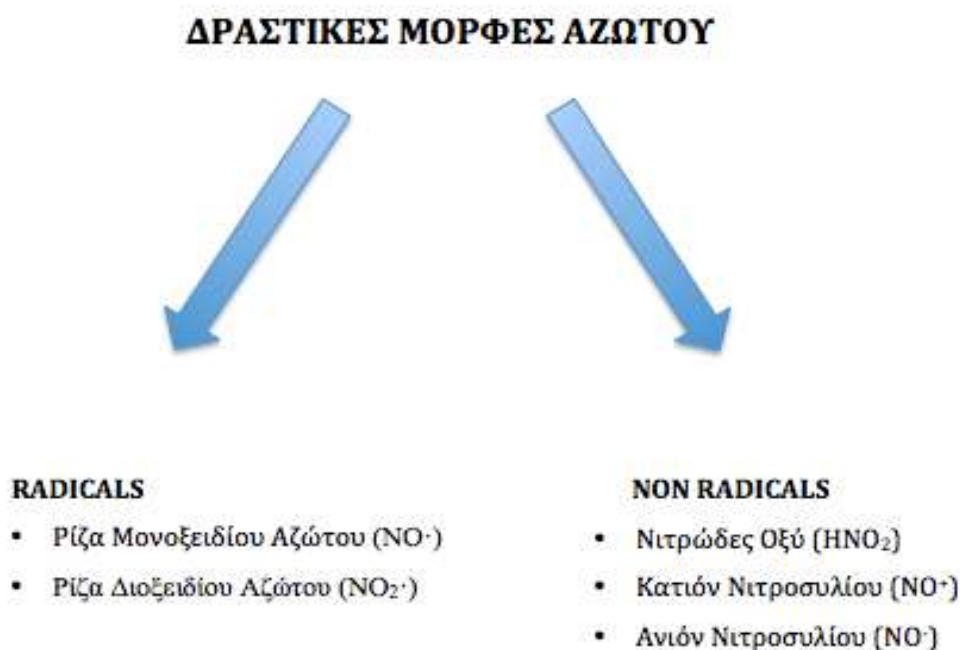 ΔΡΑΣΤΙΚΕΣ ΜΟΡΦΕΣ ΑΖΩΤΟΥ
RADICALS
• Ρίζα Μονοξειδίου Αζώτου (NO·)
• Ρίζα Διοξειδίου Αζώτου (NO₂·)
NON RADICALS
• Νιτρώδες Οξύ (HNO₂)
• Κατιόν Νιτροσυλίου (NO⁺)
• Ανιόν Νιτροσυλίου (NO⁻)